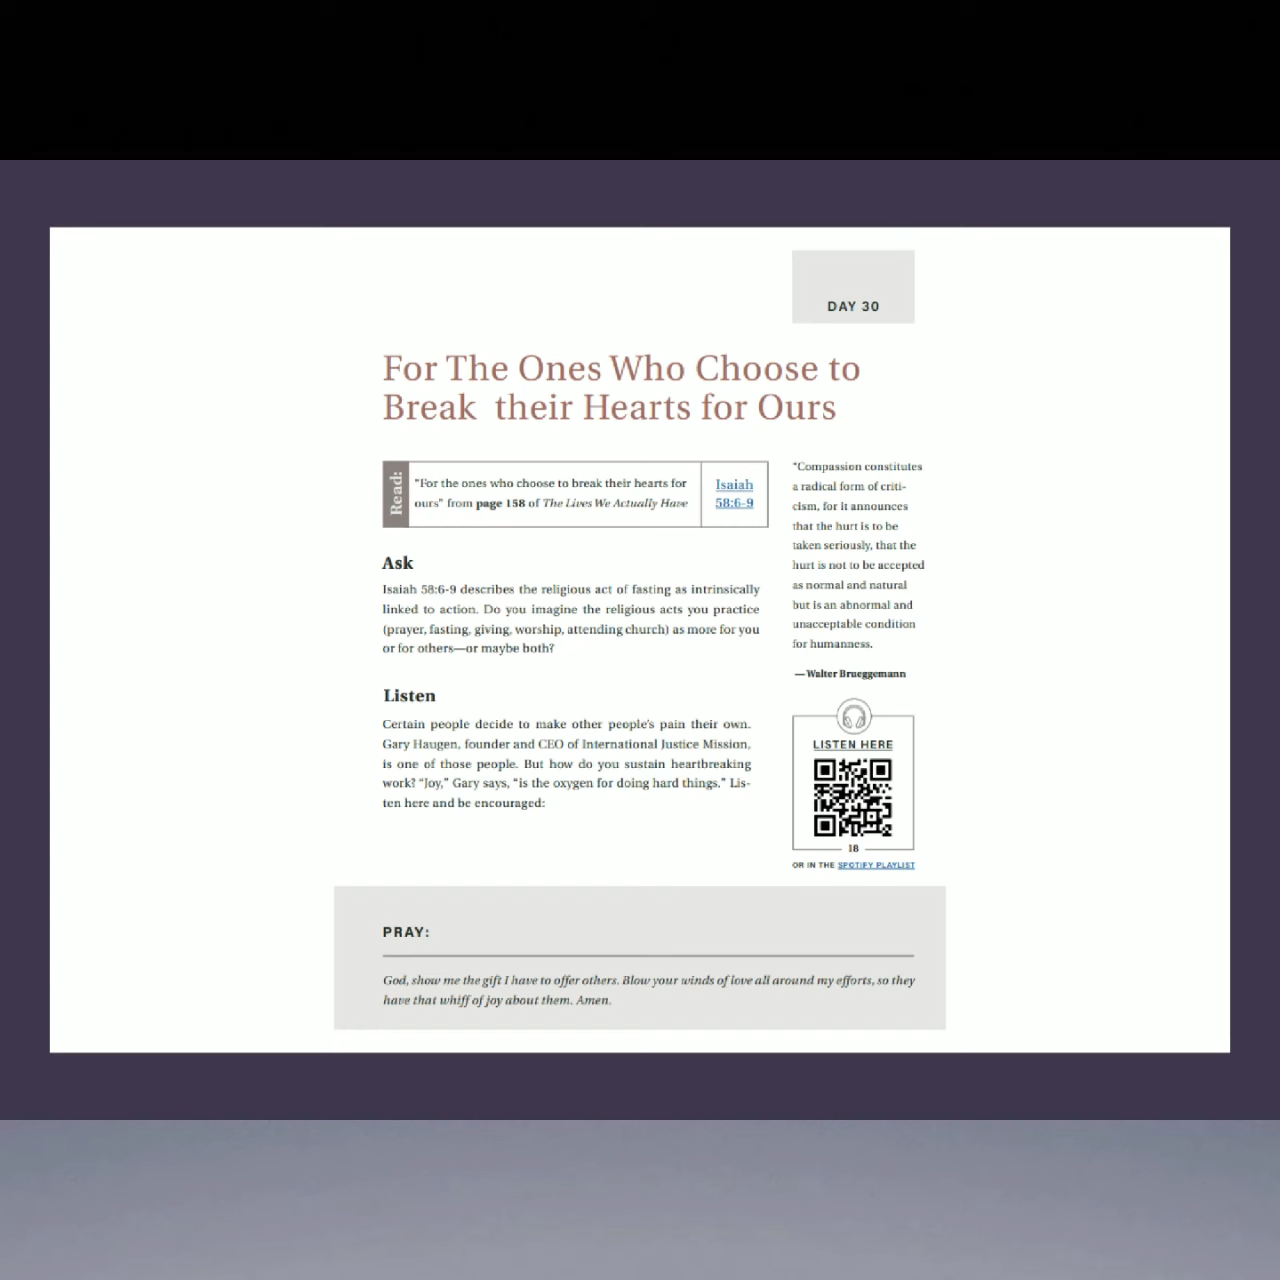 DAY 30
For The Ones Who Choose to
Break their Hearts for Ours
Read:
"For the ones who choose to break their hearts for
ours" from page 158 of The Lives We Actually Have
Isaiah
58:6-9
Ask
Isaiah 58:6-9 describes the religious act of fasting as intrinsically
linked to action. Do you imagine the religious acts you practice
(prayer, fasting, giving, worship, attending church) as more for you
or for others—or maybe both?
Listen
Certain people decide to make other people's pain their own.
Gary Haugen, founder and CEO of International Justice Mission,
is one of those people. But how do you sustain heartbreaking
work? “Joy,” Gary says, “is the oxygen for doing hard things.” Lis-
ten here and be encouraged:
"Compassion constitutes
a radical form of criti-
cism, for it announces
that the hurt is to be
taken seriously, that the
hurt is not to be accepted
as normal and natural
but is an abnormal and
unacceptable condition
for humanness.
—Walter Brueggemann
LISTEN HERE
18
OR IN THE SPOTIFY PLAYLIST
PRAY:
God, show me the gift I have to offer others. Blow your winds of love all around my efforts, so they
have that whiff of joy about them. Amen.